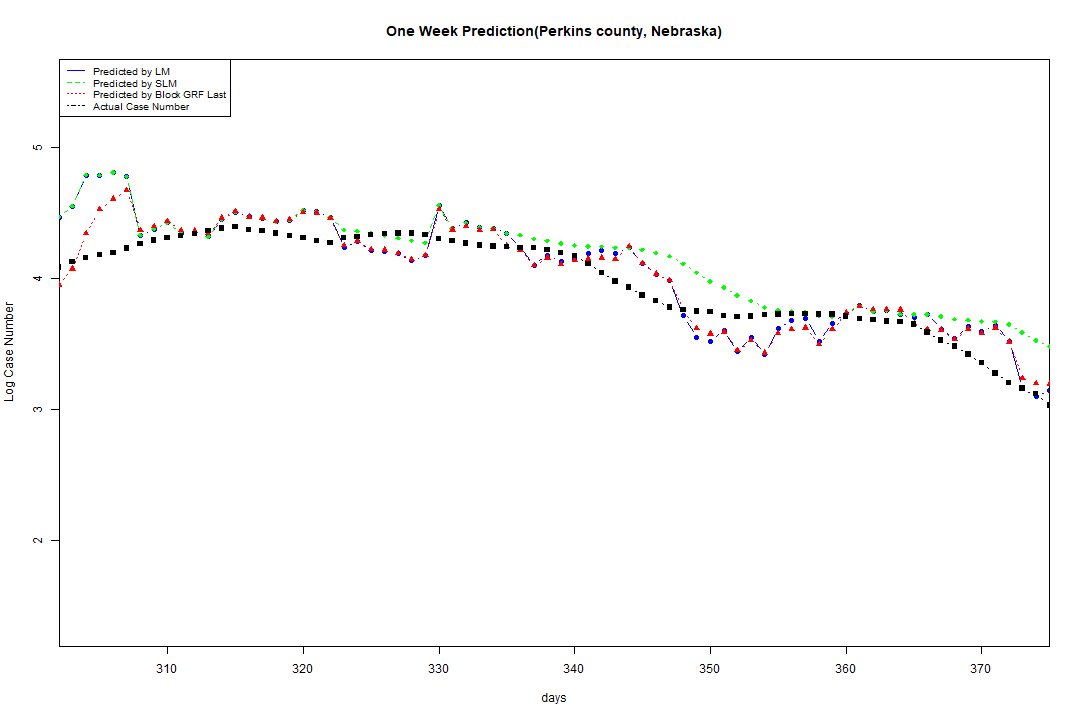 One Week Prediction(Perkins county, Nebraska)
Predicted by LM
Predicted by SLM
Predicted by Block GRF Last
Actual Case Number
5
4
3
2
Log Case Number
310 320 330 340 350 360 370
days